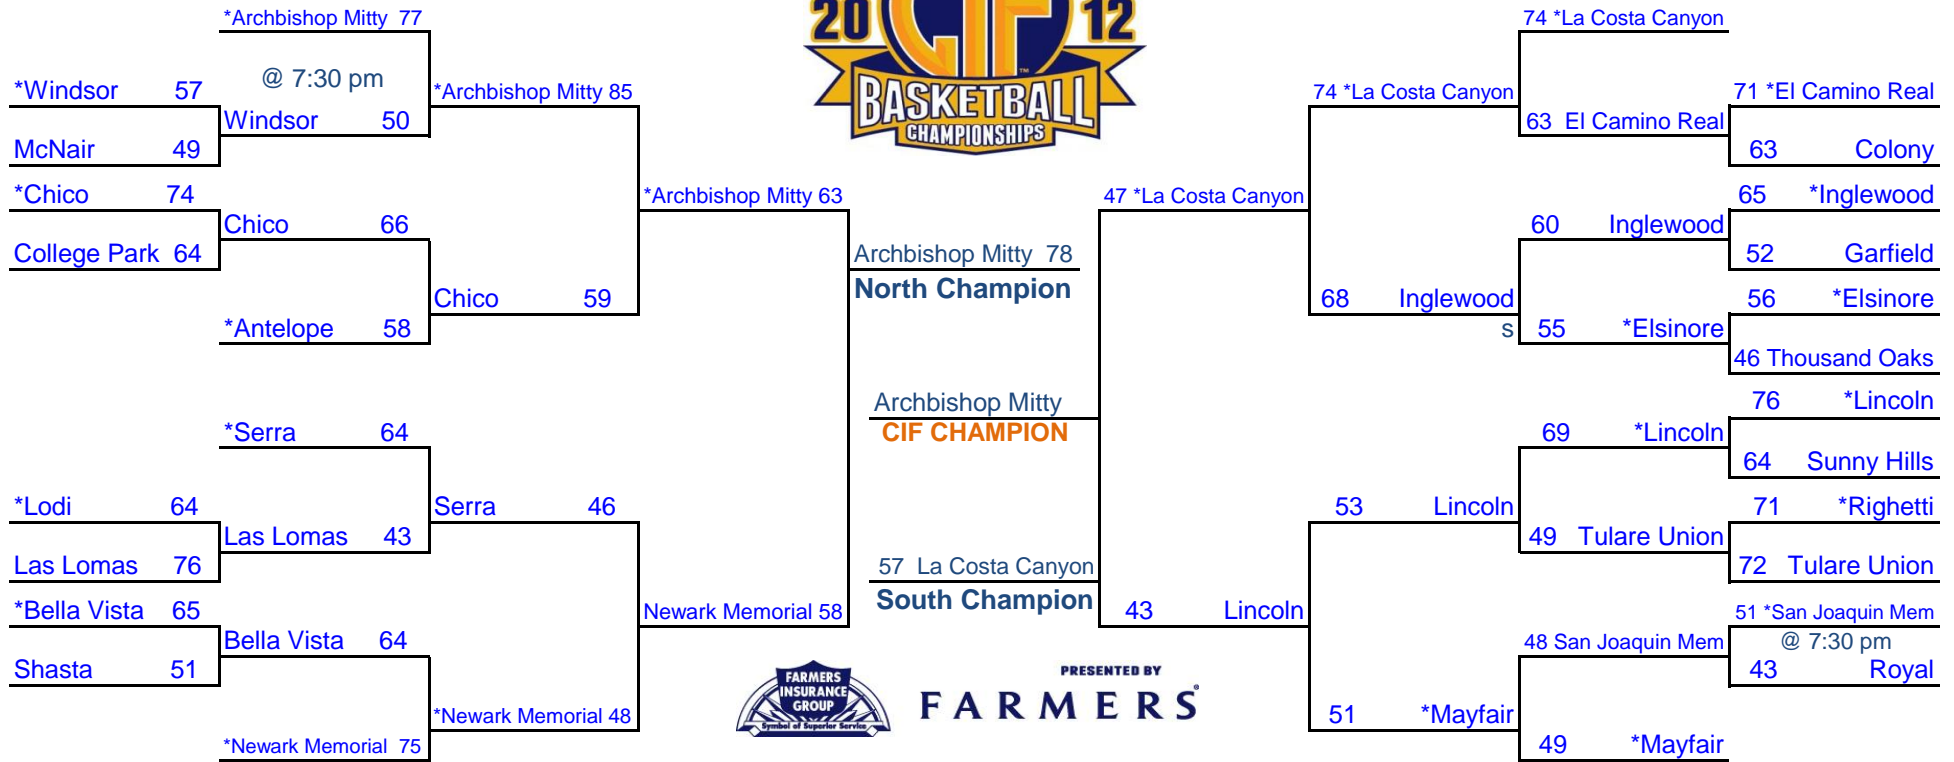 *Archbishop Mitty 77
@ 7:30 pm
*Windsor 57
Windsor 50
McNair 49
*Archbishop Mitty 85
*Chico 74
Chico 66
College Park 64
Chico 59
*Antelope 58
*Archbishop Mitty 63
*Serra 64
*Lodi 64
Las Lomas 43
Las Lomas 76
Serra 46
*Bella Vista 65
Bella Vista 64
Shasta 51
*Newark Memorial 48
*Newark Memorial 75
Newark Memorial 58
20 CIF 12
™
BASKETBALL
CHAMPIONSHIPS
Archbishop Mitty 78
North Champion
Archbishop Mitty
CIF CHAMPION
57 La Costa Canyon
South Champion
FARMERS
INSURANCE
GROUP
Symbol of Superior Service
PRESENTED BY
FARMERS®
47 *La Costa Canyon
43 Lincoln
74 *La Costa Canyon
68 Inglewood
s
53 Lincoln
51 *Mayfair
74 *La Costa Canyon
63 El Camino Real
60 Inglewood
55 *Elsinore
69 *Lincoln
49 Tulare Union
48 San Joaquin Mem
49 *Mayfair
71 *El Camino Real
63 Colony
65 *Inglewood
52 Garfield
56 *Elsinore
46 Thousand Oaks
76 *Lincoln
64 Sunny Hills
71 *Righetti
72 Tulare Union
51 *San Joaquin Mem
@ 7:30 pm
43 Royal